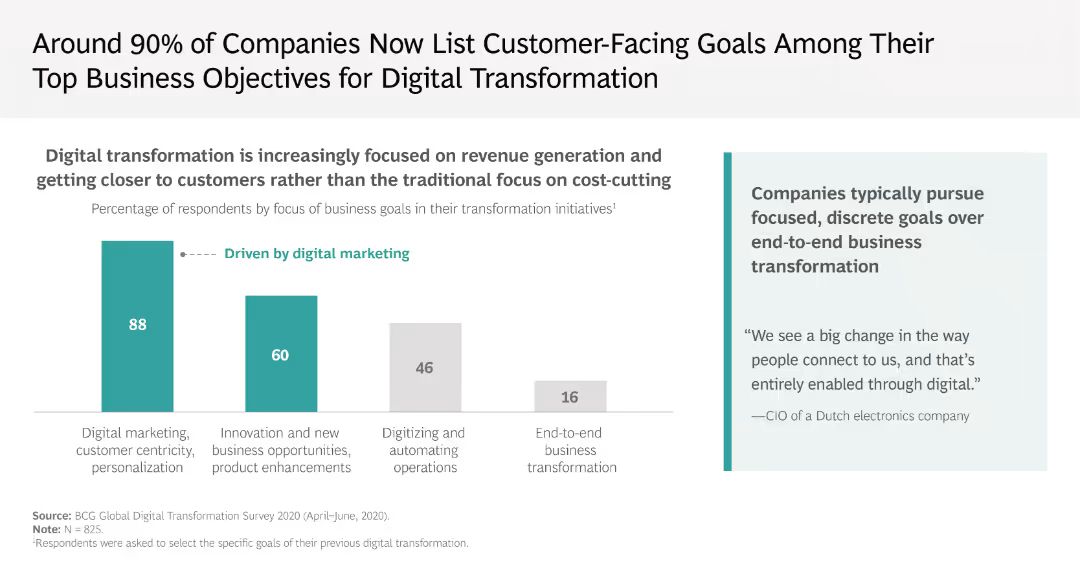 Around 90% of Companies Now List Customer-Facing Goals Among Their
Top Business Objectives for Digital Transformation
Digital transformation is increasingly focused on revenue generation and
getting closer to customers rather than the traditional focus on cost-cutting
Percentage of respondents by focus of business goals in their transformation initiatives¹
Driven by digital marketing
88
60
46
16
Digital marketing,
customer centricity,
personalization
Innovation and new
business opportunities,
product enhancements
Digitizing and
automating
operations
End-to-end
business
transformation
Companies typically pursue
focused, discrete goals over
end-to-end business
transformation
“We see a big change in the way
people connect to us, and that’s
entirely enabled through digital.”
—CIO of a Dutch electronics company
Source: BCG Global Digital Transformation Survey 2020 (April–June, 2020).
Note: N = 825.
¹Respondents were asked to select the specific goals of their previous digital transformation.